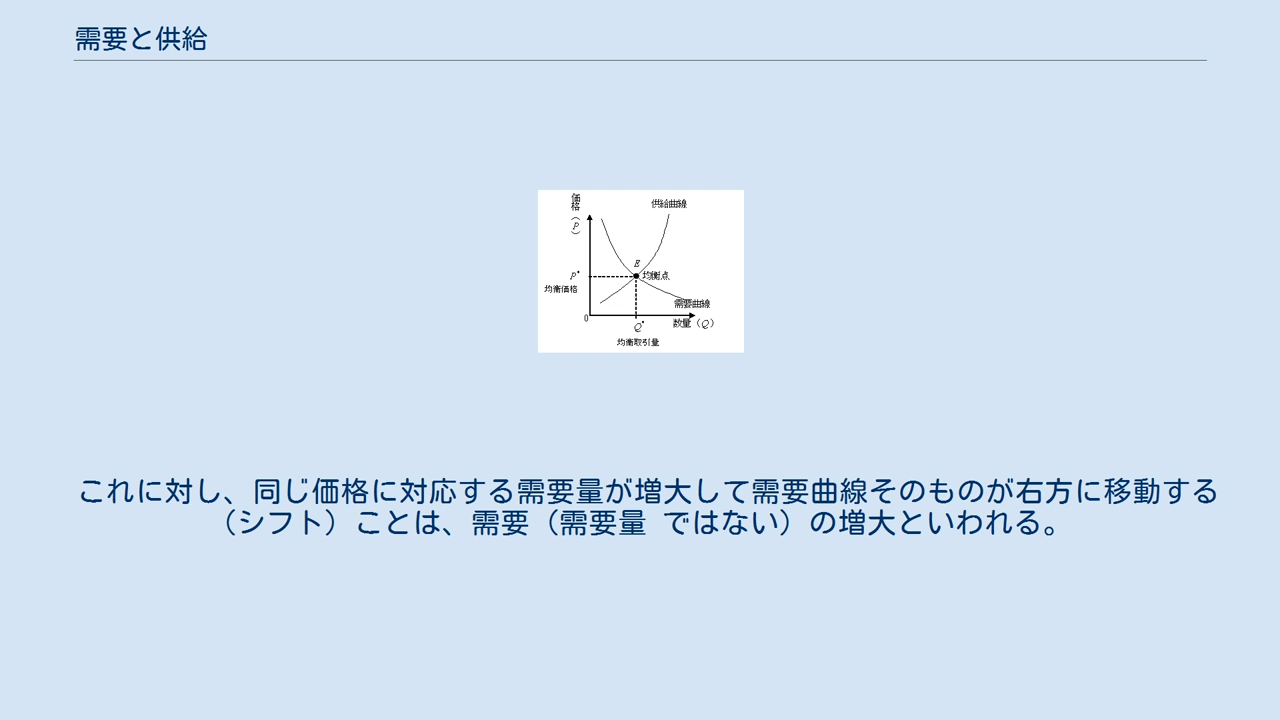 需要と供給
価格（P）
供給曲線
E
P*
均衡点
均衡価格
需要曲線
0
Q*
数量（Q）
均衡取引量
これに対し、同じ価格に対応する需要量が増大して需要曲線そのものが右方に移動する
（シフト）ことは、需要（需要量 ではない）の増大といわれる。